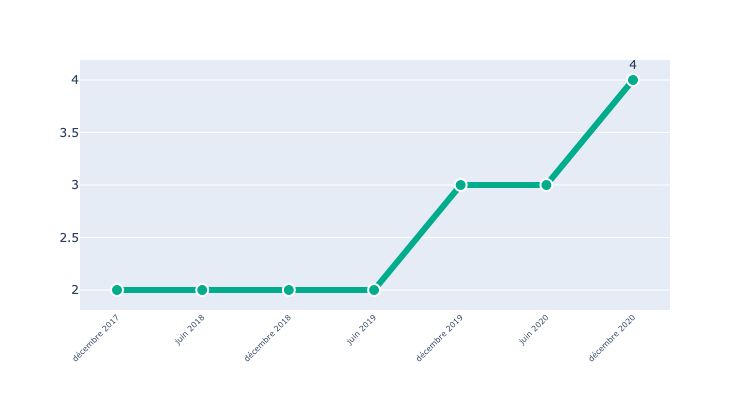 4
4
3.5
3
2.5
2
décembre 2017
juin 2018
décembre 2018
juin 2019
décembre 2019
juin 2020
décembre 2020